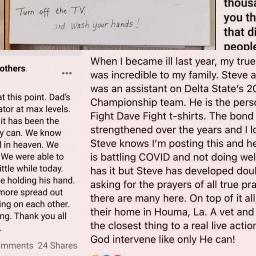 Turn off the TV,
and Wash your hands!
thousa
you th
that di
people
others.
...
at this point. Dad's
ator at max levels.
it has been the
y can. We know
l in heaven. We
We were able to
ittle while today.
e holding his hand.
more spread out
ing on each other.
ng. Thank you all
mments 24 Shares
When I became ill last year, my true
was incredible to my family. Steve a
was an assistant on Delta State's 20
Championship team. He is the perso
Fight Dave Fight t-shirts. The bond
strengthened over the years and I lo
Steve knows I'm posting this and he
is battling COVID and not doing wel
has it but Steve has developed doul
asking for the prayers of all true pra
there are many here. On top of it all
their home in Houma, La. A vet and
the closest thing to a real live action
God intervene like only He can!